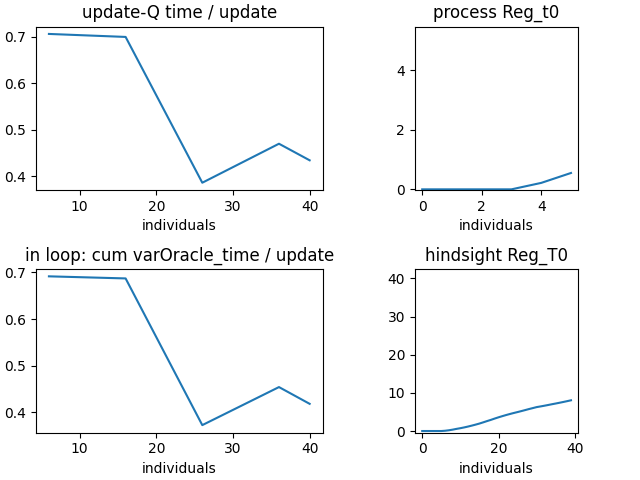 update-Q time / update
0.7
0.6
0.5
0.4
10 20 30 40
individuals
process Reg_t0
4
2
0
0 2 4
individuals
in loop: cum varOracle_time / update
0.7
0.6
0.5
0.4
10 20 30 40
individuals
hindsight Reg_T0
40
30
20
10
0
0 20 40
individuals